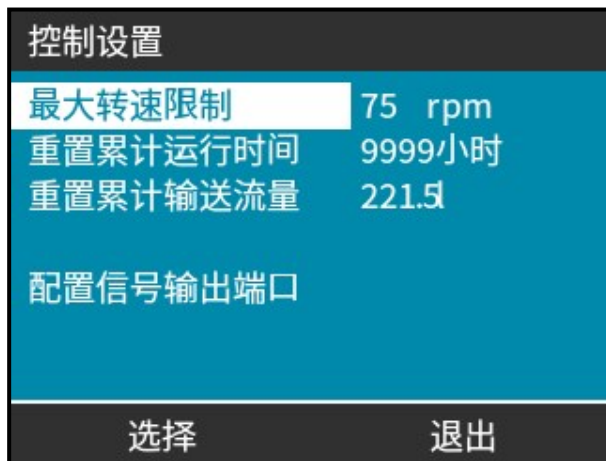 控制设置
最大转速限制 75 rpm
重置累计运行时间 9999小时
重置累计输送流量 221.5l
配置信号输出端口
选择 退出